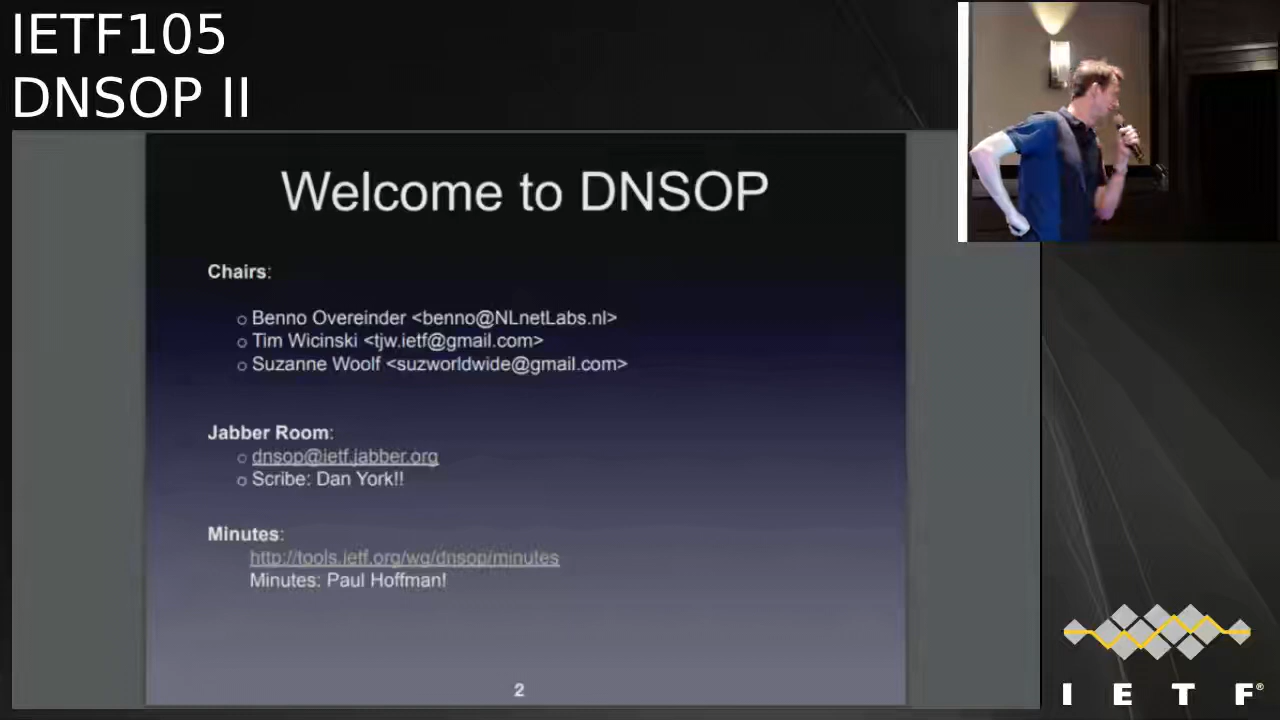 IETF105
DNSOP II
Welcome to DNSOP
Chairs:
Benno Overeinder <benno@NLnetLabs.nl>
Tim Wicinski <tjw.ietf@gmail.com>
Suzanne Woolf <suzworldwide@gmail.com>
Jabber Room:
dnsop@ietf.jabber.org
Scribe: Dan York!!
Minutes:
http://tools.ietf.org/wg/dnsop/minutes
Minutes: Paul Hoffman!
2
I E T F®